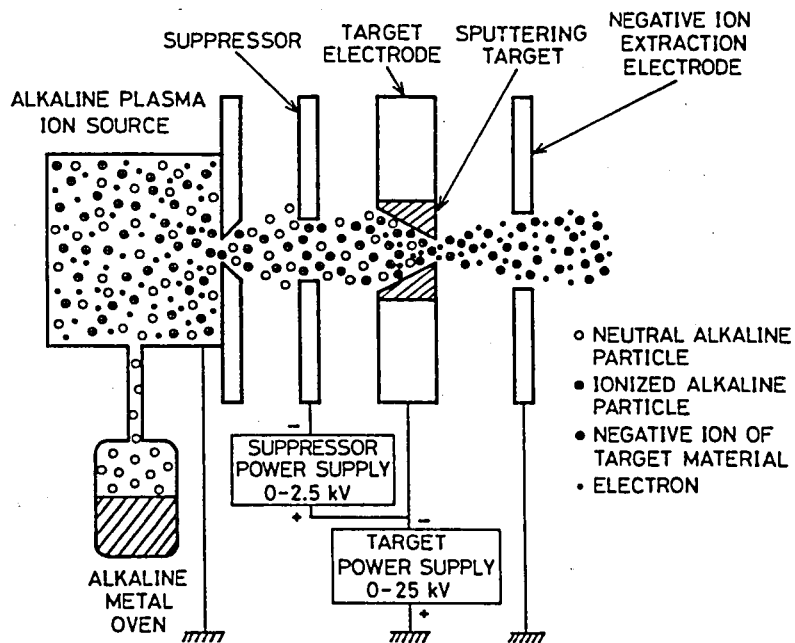 SUPPRESSOR
TARGET
ELECTRODE
SPUTTERING
TARGET
NEGATIVE ION
EXTRACTION
ELECTRODE
ALKALINE PLASMA
ION SOURCE
○ NEUTRAL ALKALINE
PARTICLE
● IONIZED ALKALINE
PARTICLE
● NEGATIVE ION OF
TARGET MATERIAL
• ELECTRON
−
SUPPRESSOR
POWER SUPPLY
0-2.5 kV
+
−
TARGET
POWER SUPPLY
0-25 kV
+
ALKALINE
METAL
OVEN